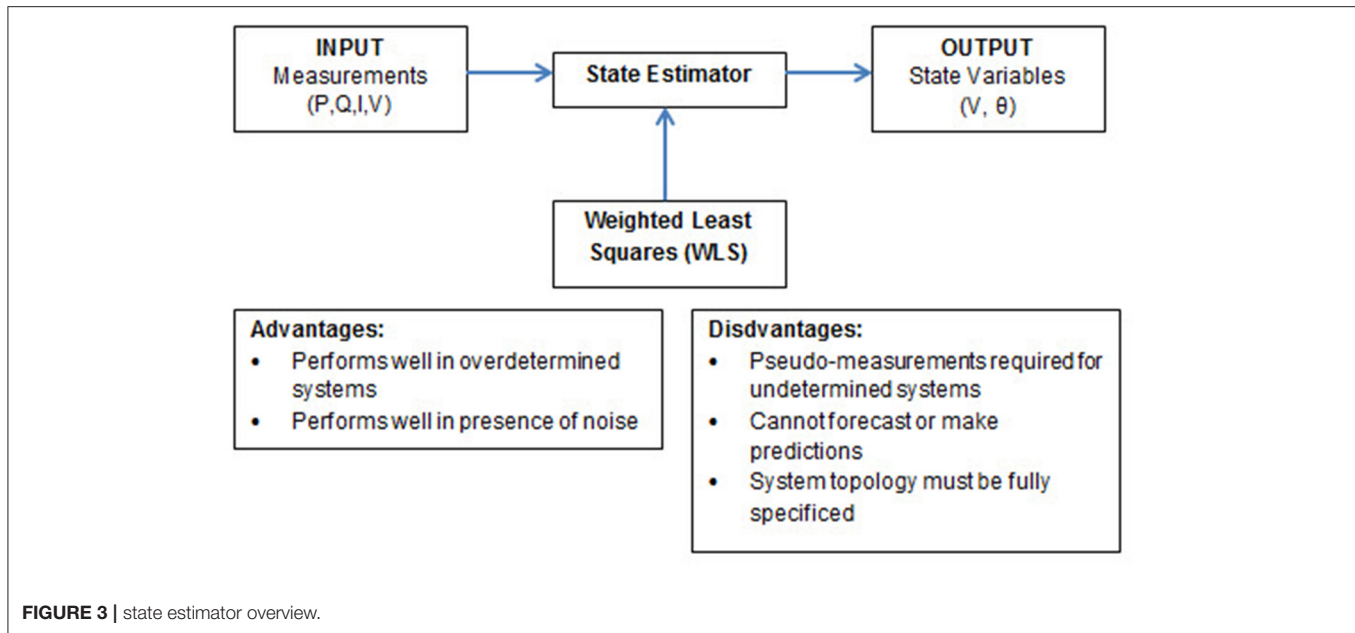 INPUT
Measurements
(P,Q,I,V)
State Estimator
OUTPUT
State Variables
(V, θ)
Weighted Least
Squares (WLS)
Advantages:
• Performs well in overdetermined
systems
• Performs well in presence of noise
Disdvantages:
• Pseudo-measurements required for
undetermined systems
• Cannot forecast or make
predictions
• System topology must be fully
specificed
FIGURE 3 | state estimator overview.